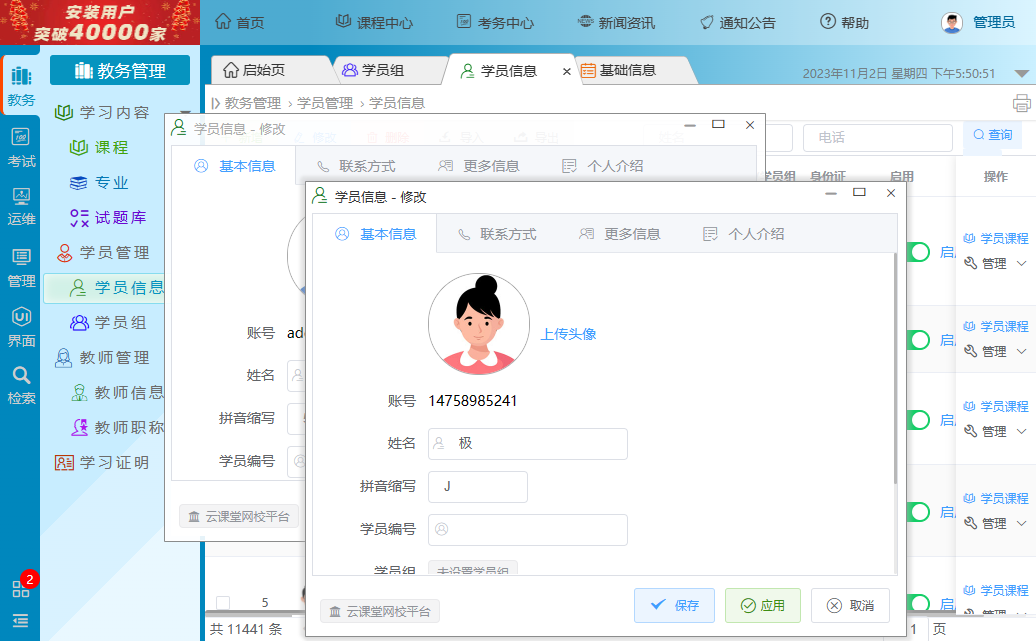 安装用户
突破40000家
首页
课程中心
考务中心
新闻资讯
通知公告
帮助
管理员
启始页
学员组
学员信息
基础信息
2023年11月2日 星期四 下午5:50:51
教务
考试
运维
管理
界面
检索
2
教务管理
学习内容
课程
专业
试题库
学员管理
学员信息
学员组
教师管理
教师信息
教师职称
学习证明
教务管理 › 学员管理 › 学员信息
电话
查询
学员组
身份证
启用
操作
学员课程
管理
学员课程
管理
学员课程
管理
学员课程
管理
学员课程
管理
5
共 11441 条
1 页
学员信息 - 修改
基本信息
联系方式
更多信息
个人介绍
账号
姓名
拼音缩写
学员编号
云课堂网校平台
学员信息 - 修改
基本信息
联系方式
更多信息
个人介绍
上传头像
账号 14758985241
姓名 极
拼音缩写 J
学员编号
学员组 未设置学员组
云课堂网校平台
保存
应用
取消